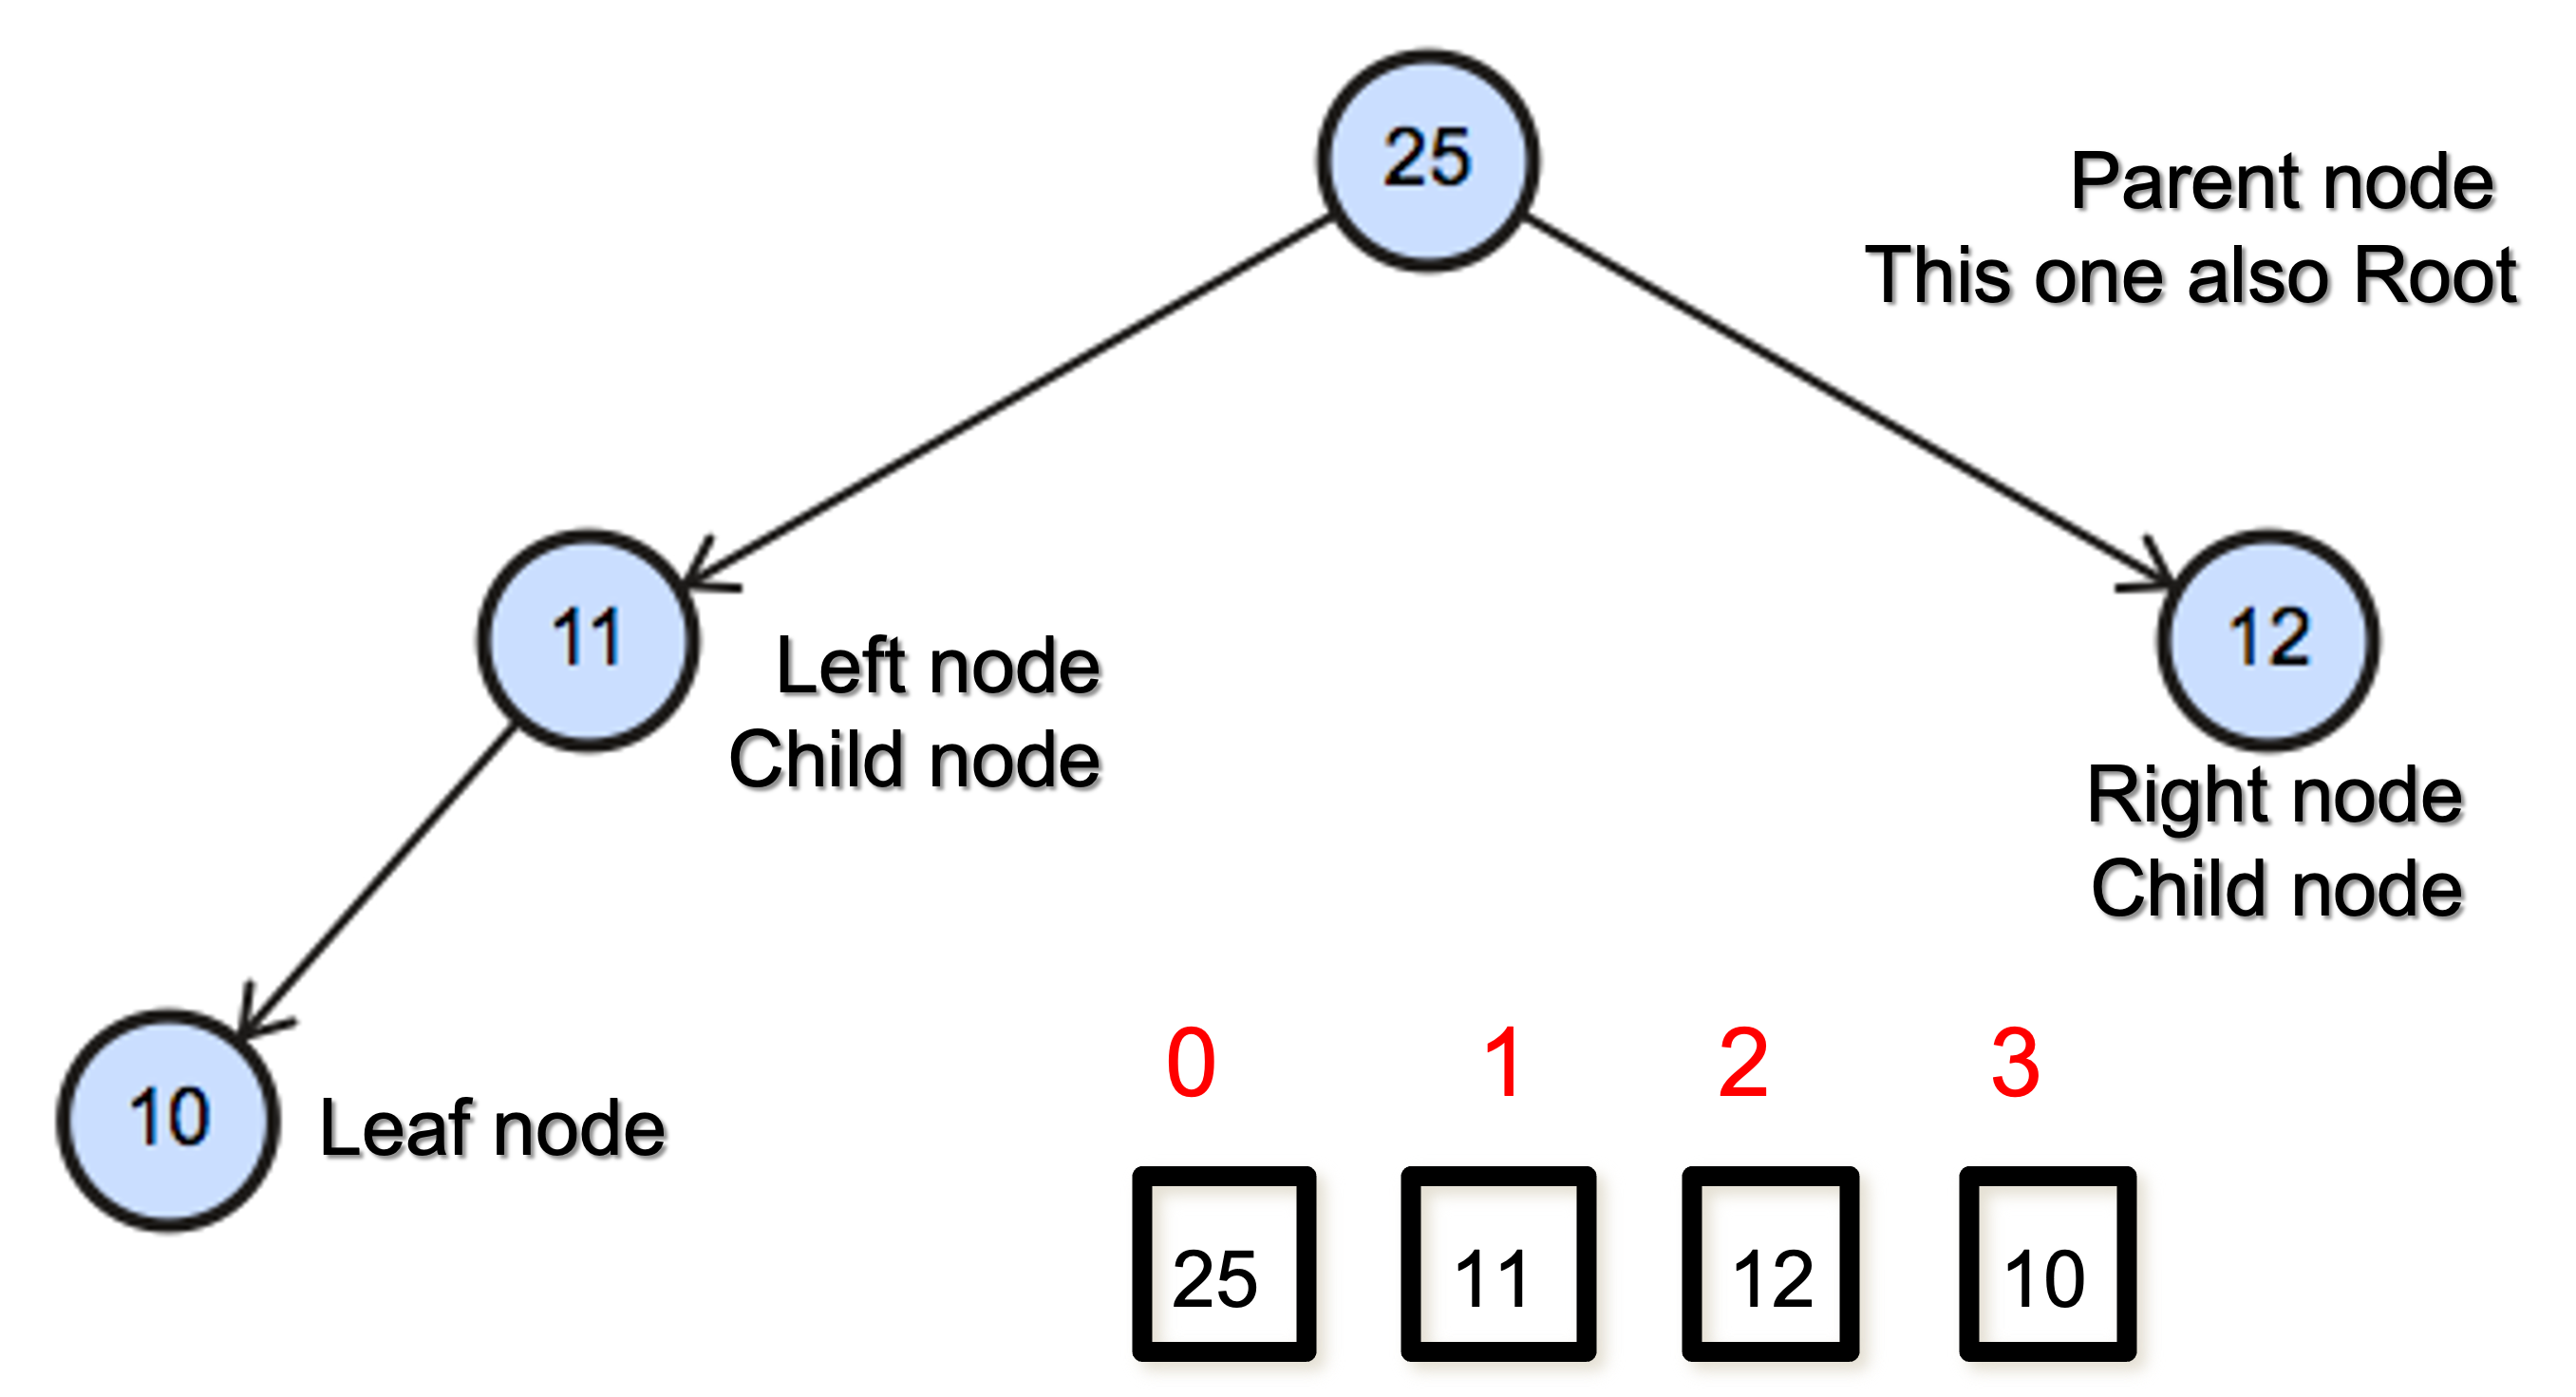 25
Parent node
This one also Root
11
12
Left node
Child node
Right node
Child node
10
Leaf node
0 1 2 3
25 11 12 10